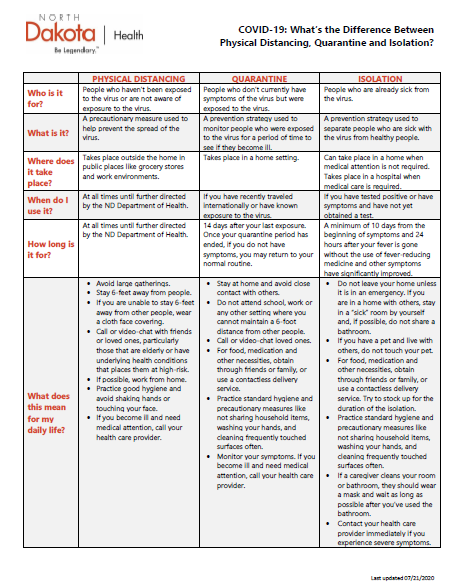 NORTH
Dakota | Health
Be Legendary.™
COVID-19: What's the Difference Between
Physical Distancing, Quarantine and Isolation?
PHYSICAL DISTANCING
QUARANTINE
ISOLATION
Who is it
for?
People who haven't been exposed
to the virus or are not aware of
exposure to the virus.
People who don't currently have
symptoms of the virus but were
exposed to the virus.
People who are already sick from
the virus.
What is it?
A precautionary measure used to
help prevent the spread of the
virus.
A prevention strategy used to
monitor people who were exposed
to the virus for a period of time to
see if they become ill.
A prevention strategy used to
separate people who are sick with
the virus from healthy people.
Where does
it take
place?
Takes place outside the home in
public places like grocery stores
and work environments.
Takes place in a home setting.
Can take place in a home when
medical attention is not required.
Takes place in a hospital when
medical care is required.
When do I
use it?
At all times until further directed
by the ND Department of Health.
If you have recently traveled
internationally or have known
exposure to the virus.
If you have tested positive or have
symptoms and have not yet
obtained a test.
How long is
it for?
At all times until further directed
by the ND Department of Health.
14 days after your last exposure.
Once your quarantine period has
ended, if you do not have
symptoms, you may return to your
normal routine.
A minimum of 10 days from the
beginning of symptoms and 24
hours after your fever is gone
without the use of fever-reducing
medicine and other symptoms
have significantly improved.
What does
this mean
for my
daily life?
• Avoid large gatherings.
• Stay 6-feet away from people.
• If you are unable to stay 6-feet
away from other people, wear
a cloth face covering.
• Call or video-chat with friends
or loved ones, particularly
those that are elderly or have
underlying health conditions
that places them at high-risk.
• If possible, work from home.
• Practice good hygiene and
avoid shaking hands or
touching your face.
• If you become ill and need
medical attention, call your
health care provider.
• Stay at home and avoid close
contact with others.
• Do not attend school, work or
any other setting where you
cannot maintain a 6-foot
distance from other people.
• Call or video-chat loved ones.
• For food, medication and
other necessities, obtain
through friends or family, or
use a contactless delivery
service.
• Practice standard hygiene and
precautionary measures like
not sharing household items,
washing your hands, and
cleaning frequently touched
surfaces often.
• Monitor your symptoms. If you
become ill and need medical
attention, call your health care
provider.
• Do not leave your home unless
it is in an emergency. If you
are in a home with others, stay
in a "sick" room by yourself
and, if possible, do not share a
bathroom.
• If you have a pet and live with
others, do not touch your pet.
• For food, medication and
other necessities, obtain
through friends or family, or
use a contactless delivery
service. Try to stock up for the
duration of the isolation.
• Practice standard hygiene and
precautionary measures like
not sharing household items,
washing your hands, and
cleaning frequently touched
surfaces often.
• If a caregiver cleans your room
or bathroom, they should wear
a mask and wait as long as
possible after you've used the
bathroom.
• Contact your health care
provider immediately if you
experience severe symptoms.
Last updated 07/21/2020